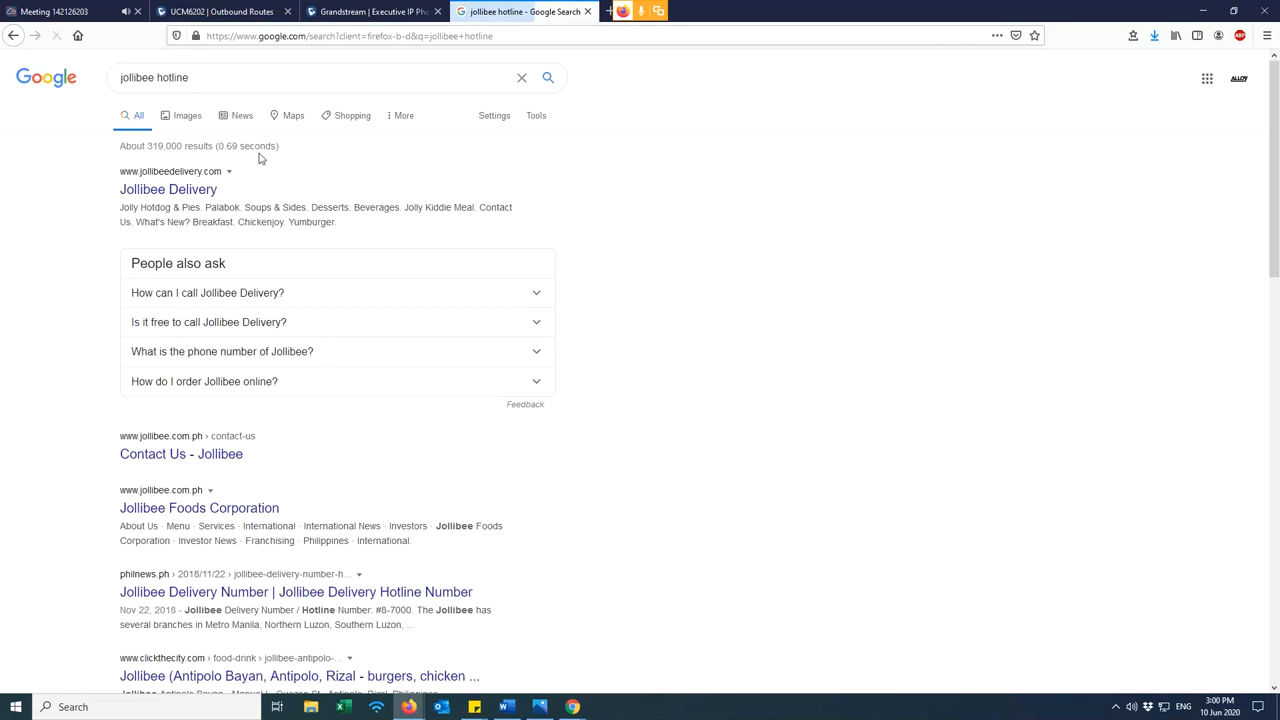 Meeting 142126203
UCM6202 | Outbound Routes
Grandstream | Executive IP Pho
jollibee hotline - Google Search
https://www.google.com/search?client=firefox-b-d&q=jollibee+hotline
ABP
Google
jollibee hotline
ALLOY
All Images News Maps Shopping More Settings Tools
About 319,000 results (0.69 seconds)
www.jollibeedelivery.com
Jollibee Delivery
Jolly Hotdog & Pies. Palabok. Soups & Sides. Desserts. Beverages. Jolly Kiddie Meal. Contact
Us. What's New? Breakfast. Chickenjoy. Yumburger.
People also ask
How can I call Jollibee Delivery?
Is it free to call Jollibee Delivery?
What is the phone number of Jollibee?
How do I order Jollibee online?
Feedback
www.jollibee.com.ph › contact-us
Contact Us - Jollibee
www.jollibee.com.ph
Jollibee Foods Corporation
About Us · Menu · Services · International · International News · Investors · Jollibee Foods
Corporation · Investor News · Franchising · Philippines · International.
philnews.ph › 2018/11/22 › jollibee-delivery-number-h...
Jollibee Delivery Number | Jollibee Delivery Hotline Number
Nov 22, 2018 - Jollibee Delivery Number / Hotline Number: #8-7000. The Jollibee has
several branches in Metro Manila, Northern Luzon, Southern Luzon, ...
www.clickthecity.com › food-drink › jollibee-antipolo-...
Jollibee (Antipolo Bayan, Antipolo, Rizal - burgers, chicken ...
Search
ENG
3:00 PM
10 Jun 2020